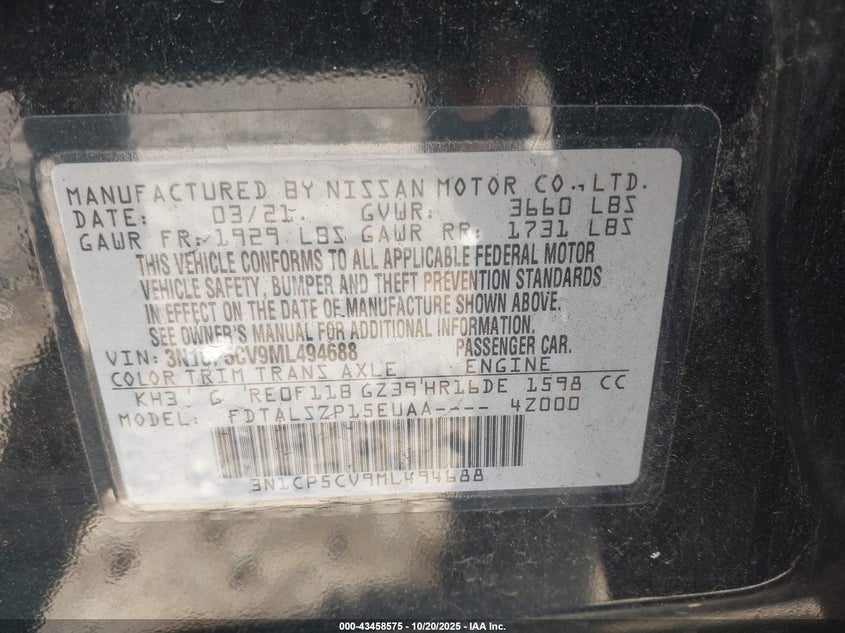 MANUFACTURED BY NISSAN MOTOR CO., LTD.
DATE: 03/21 GVWR: 3660 LBS
GAWR FR: 1929 LBS GAWR RR: 1731 LBS
THIS VEHICLE CONFORMS TO ALL APPLICABLE FEDERAL MOTOR
VEHICLE SAFETY, BUMPER AND THEFT PREVENTION STANDARDS
IN EFFECT ON THE DATE OF MANUFACTURE SHOWN ABOVE.
SEE OWNER'S MANUAL FOR ADDITIONAL INFORMATION.
VIN: 3N1CP5CV9ML494688 PASSENGER CAR.
COLOR TRIM TRANS AXLE ENGINE
KH3 G RE0F11B GZ39 HR16DE 1598 CC
MODEL: FDTALSZP15EUAA---- 4Z000
3N1CP5CV9ML494688
000-43458575 | 10/20/2025 | IAA Inc.